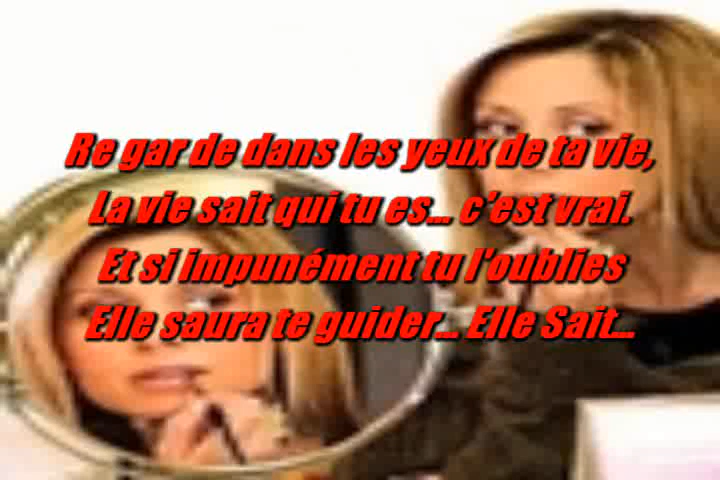 Re gar de dans les yeux de ta vie,
La vie sait qui tu es... c'est vrai.
Et si impunément tu l'oublies
Elle saura te guider... Elle Sait...